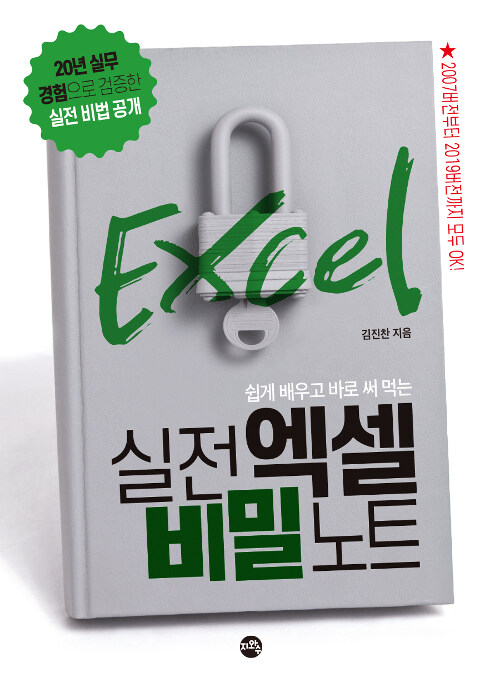 20년 실무
경험으로 검증한
실전 비법 공개
★2007버전부터 2019버전까지 모두 OK!
Excel
김진찬 지음
쉽게 배우고 바로 써 먹는
실전 엑셀
비밀노트
지와수